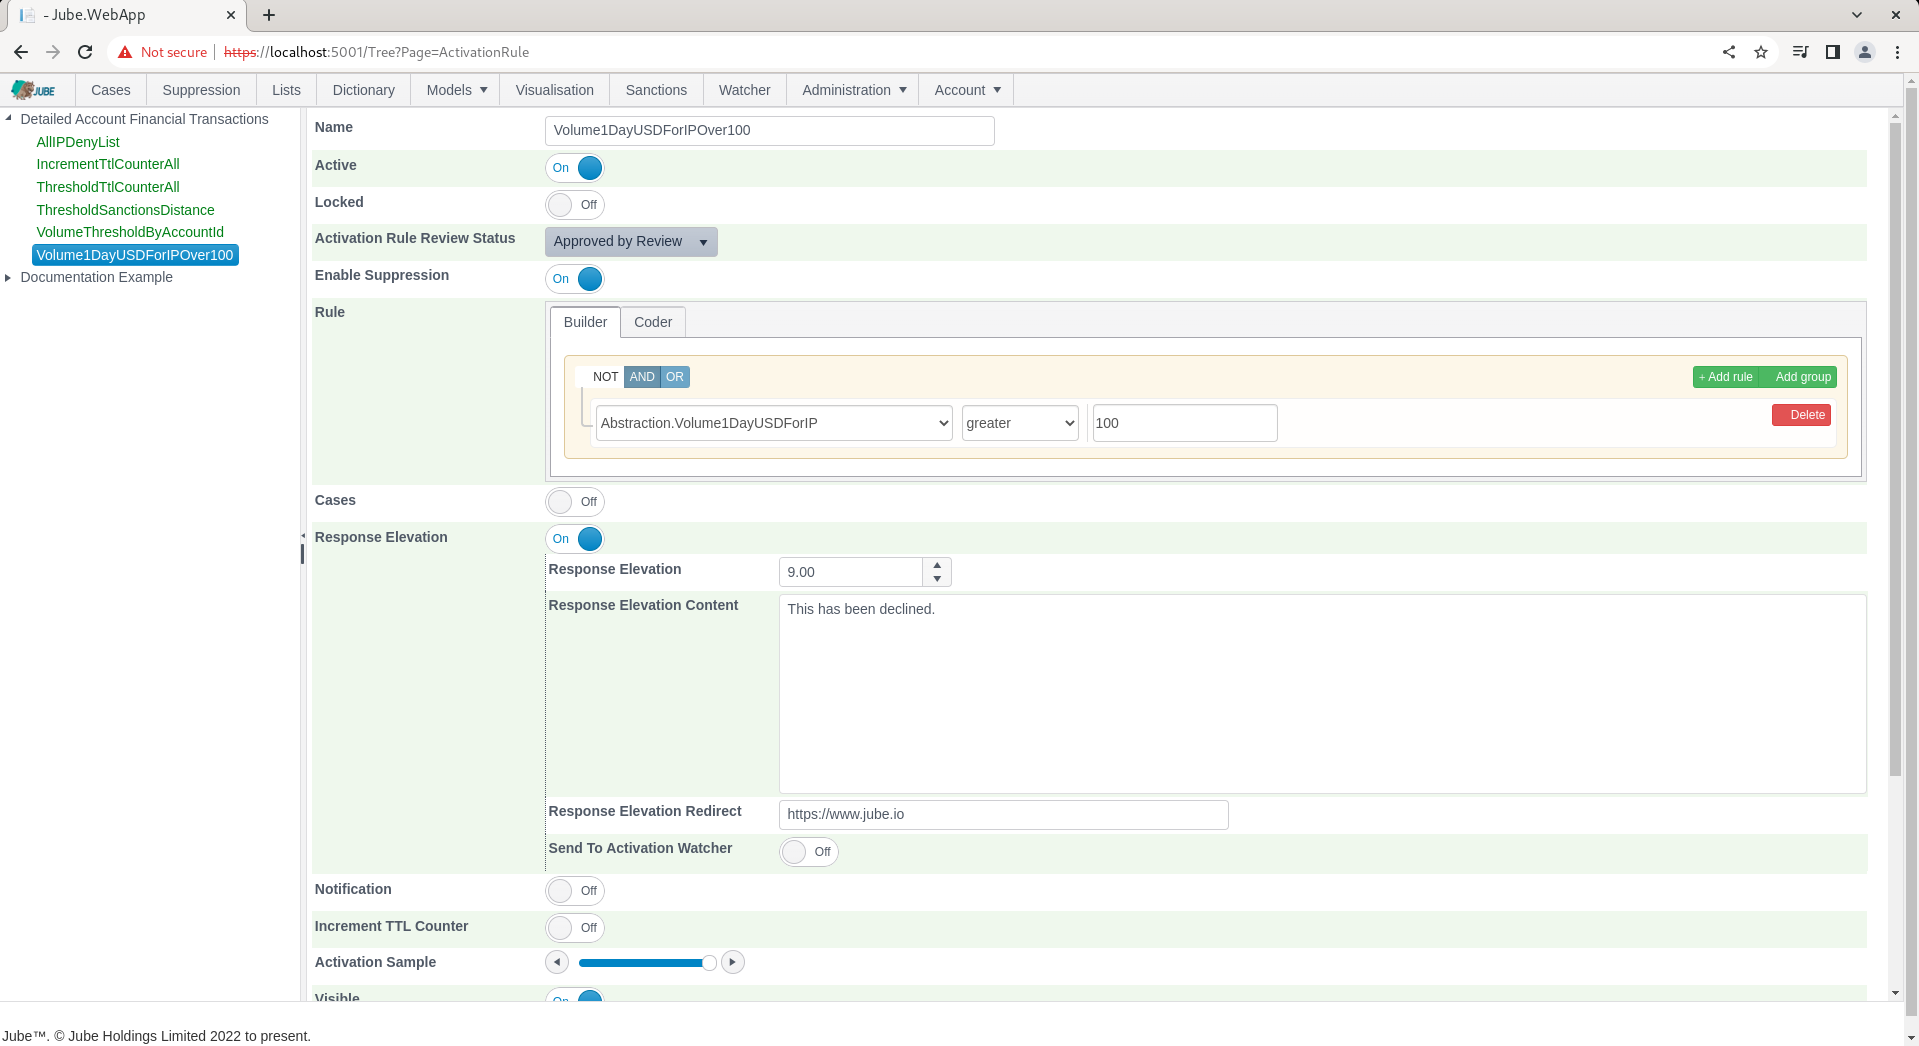 - Jube.WebApp
Not secure https://localhost:5001/Tree?Page=ActivationRule
JUBE Cases Suppression Lists Dictionary Models Visualisation Sanctions Watcher Administration Account
Detailed Account Financial Transactions
AllIPDenyList
IncrementTtlCounterAll
ThresholdTtlCounterAll
ThresholdSanctionsDistance
VolumeThresholdByAccountId
Volume1DayUSDForIPOver100
Documentation Example
Name Volume1DayUSDForIPOver100
Active On
Locked Off
Activation Rule Review Status Approved by Review
Enable Suppression On
Rule Builder Coder
NOT AND OR + Add rule Add group
Abstraction.Volume1DayUSDForIP greater 100 Delete
Cases Off
Response Elevation On
Response Elevation 9.00
Response Elevation Content This has been declined.
Response Elevation Redirect https://www.jube.io
Send To Activation Watcher Off
Notification Off
Increment TTL Counter Off
Activation Sample
Visible On
Jube™. © Jube Holdings Limited 2022 to present.